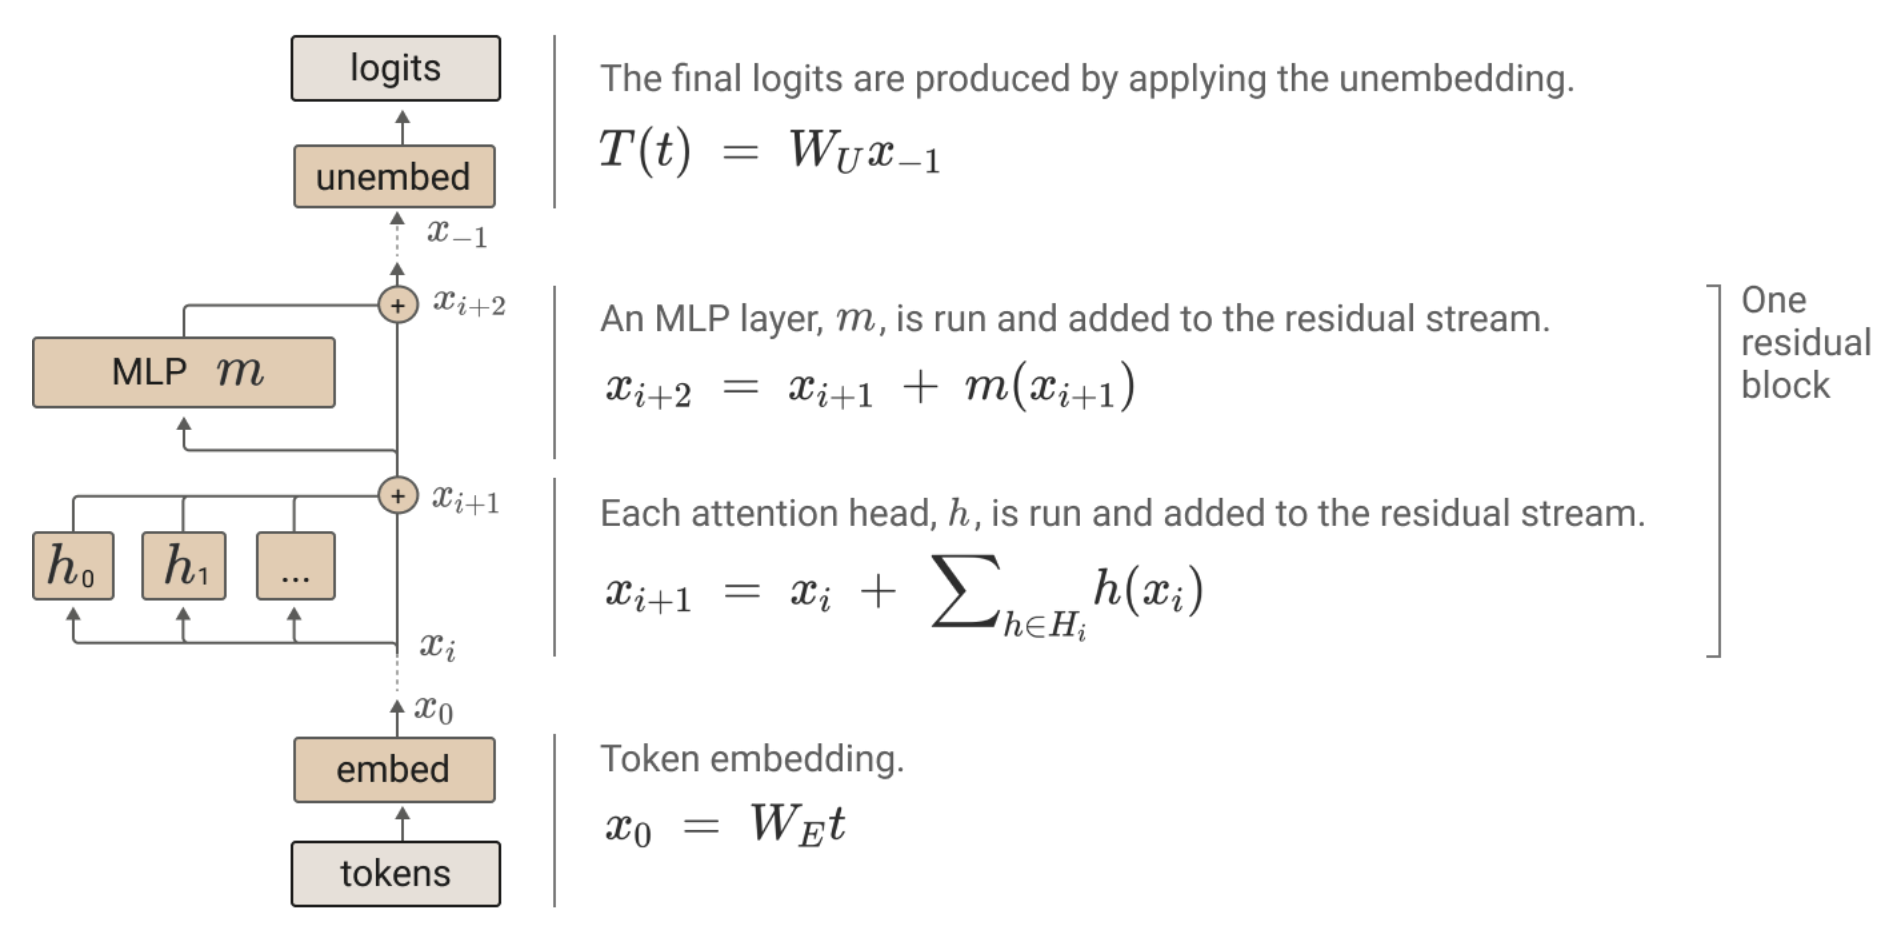 logits
The final logits are produced by applying the unembedding.
T(t) = W_U x_{−1}
unembed
x_{−1}
x_{i+2}
An MLP layer, m, is run and added to the residual stream.
MLP m
x_{i+2} = x_{i+1} + m(x_{i+1})
One
residual
block
x_{i+1}
Each attention head, h, is run and added to the residual stream.
h_0
h_1
...
x_{i+1} = x_i + ∑_{h∈H_i} h(x_i)
x_i
x_0
embed
Token embedding.
x_0 = W_E t
tokens